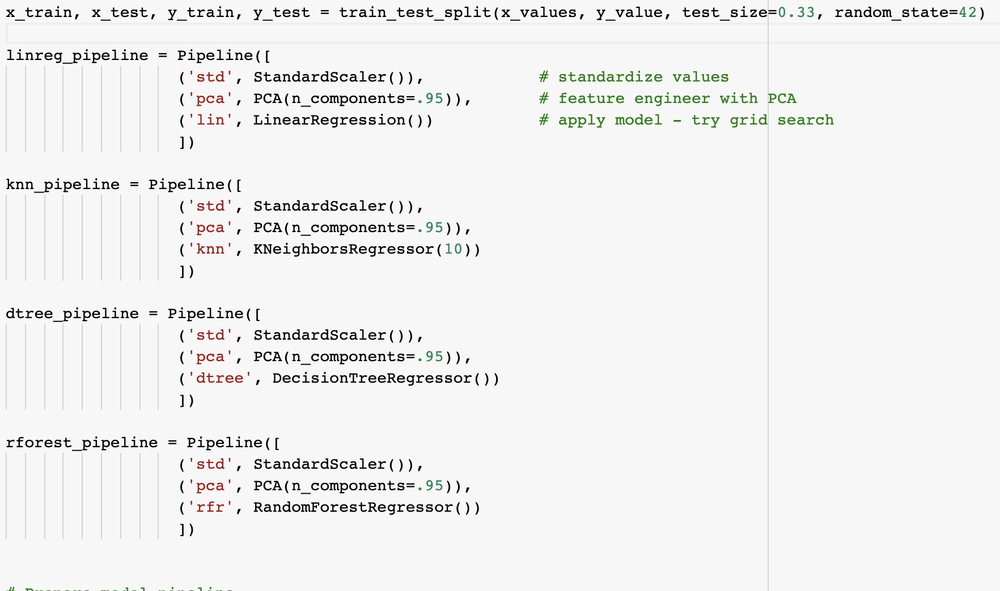 x_train, x_test, y_train, y_test = train_test_split(x_values, y_value, test_size=0.33, random_state=42)
linreg_pipeline = Pipeline([
('std', StandardScaler()), # standardize values
('pca', PCA(n_components=.95)), # feature engineer with PCA
('lin', LinearRegression()) # apply model - try grid search
])
knn_pipeline = Pipeline([
('std', StandardScaler()),
('pca', PCA(n_components=.95)),
('knn', KNeighborsRegressor(10))
])
dtree_pipeline = Pipeline([
('std', StandardScaler()),
('pca', PCA(n_components=.95)),
('dtree', DecisionTreeRegressor())
])
rforest_pipeline = Pipeline([
('std', StandardScaler()),
('pca', PCA(n_components=.95)),
('rfr', RandomForestRegressor())
])
# Prepare model pipeline